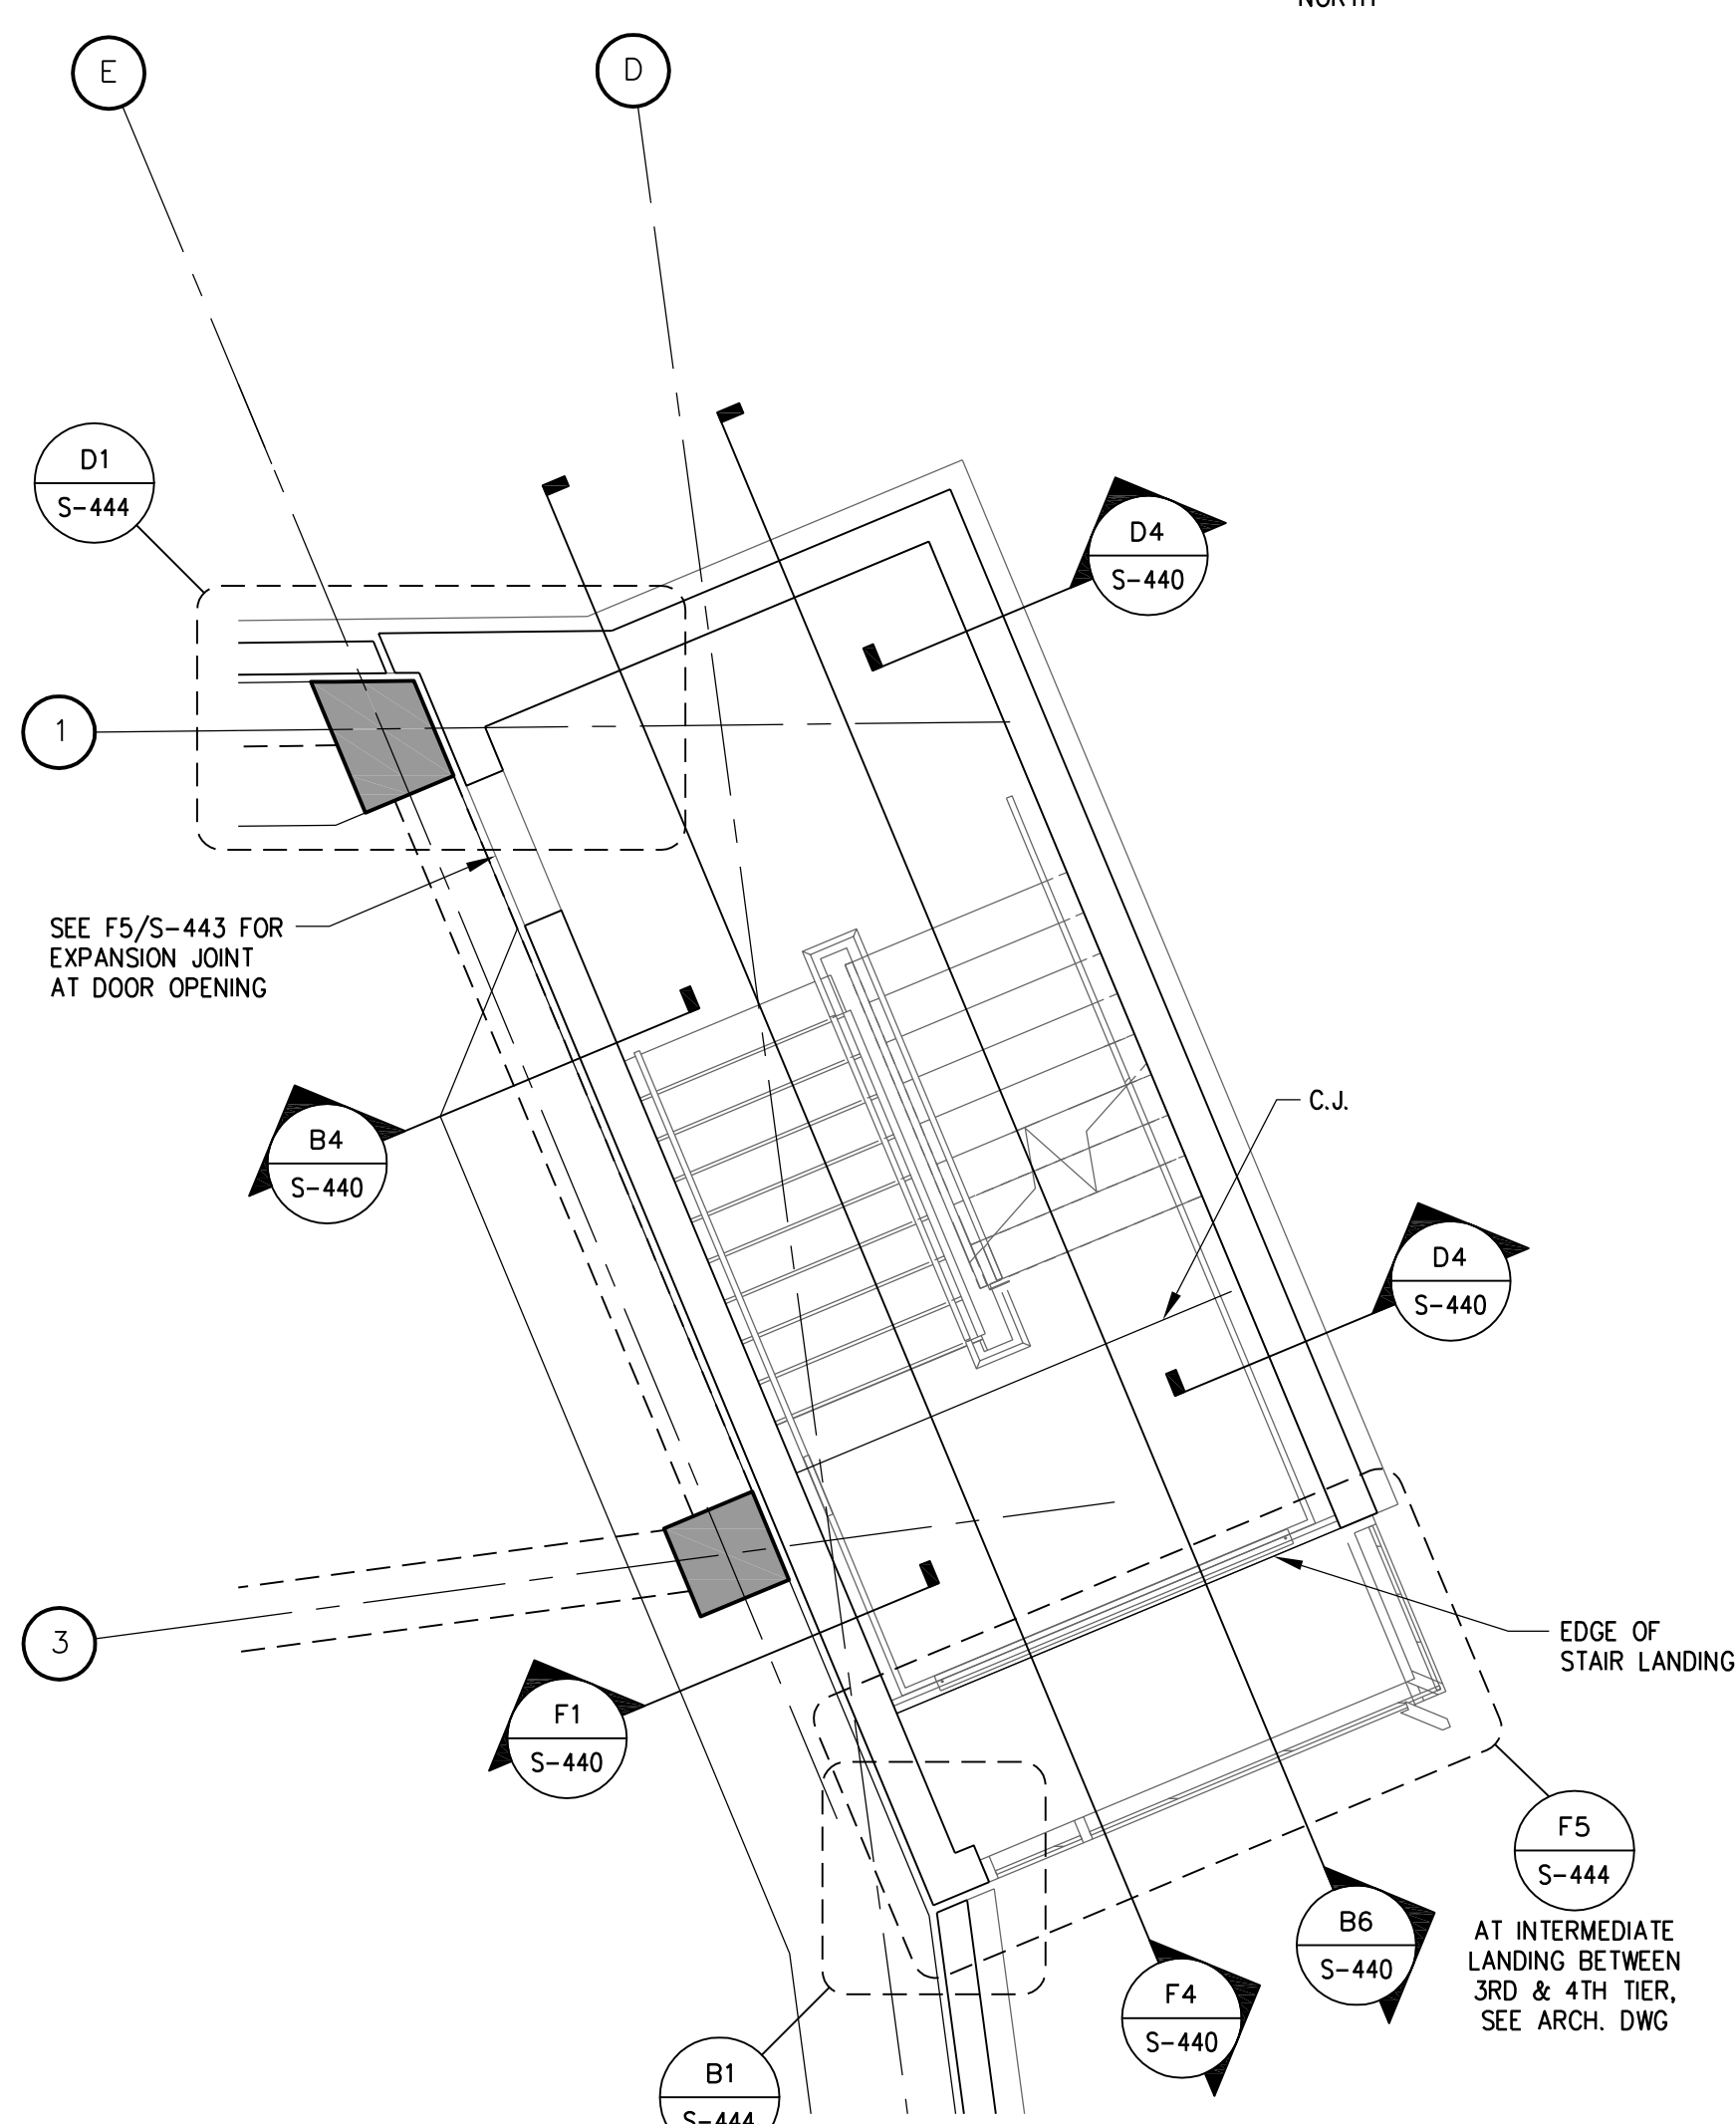 NORTH
E
D
D1
S-444
D4
S-440
1
SEE F5/S-443 FOR
EXPANSION JOINT
AT DOOR OPENING
C.J.
B4
S-440
D4
S-440
EDGE OF
STAIR LANDING
3
F1
S-440
F5
S-444
AT INTERMEDIATE
LANDING BETWEEN
3RD & 4TH TIER,
SEE ARCH. DWG
B6
S-440
F4
S-440
B1
S-444